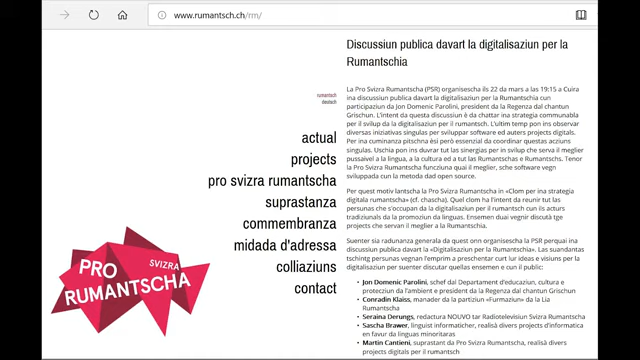 www.rumantsch.ch/rm/
Discussiun publica davart la digitalisaziun per la
Rumantschia
rumantsch
deutsch
actual
projects
pro svizra rumantscha
suprastanza
commembranza
midada d'adressa
colliaziuns
contact
PRO
SVIZRA
RUMANTSCHA
La Pro Svizra Rumantscha (PSR) organisescha ils 22 da mars a las 19:15 a Cuira
ina discussiun publica davart la digitalisaziun per la Rumantschia cun
participaziun da Jon Domenic Parolini, president da la Regenza dal chantun
Grischun. L'intent da questa discussiun è da chattar ina strategia communabla
per il svilup da la digitalisaziun per il rumantsch. L'ultim temp pon ins observar
diversas iniziativas singulas per sviluppar software ed auters projects digitals.
Per ina cuminanza pitschna èsi però essenzial da coordinar questas acziuns
singulas. Uschia pon ins duvrar tut las sinergias per in svilup che serva il meglier
pussaivel a la lingua, a la cultura ed a tut las Rumantschas e Rumantschs. Tenor
la Pro Svizra Rumantscha funcziuna quai il meglier, sche software vegn
sviluppada cun la metoda dad open source.
Per quest motiv lantscha la Pro Svizra Rumantscha in «Clom per ina strategia
digitala rumantscha» (cf. chascha). Quel clom ha l'intent da reunir tut las
persunas che s'occupan da la digitalisaziun per il rumantsch cun ils acturs
tradiziunals da la promoziun da linguas. Ensemen duai vegnir discutà tge
projects che servan il meglier a la Rumantschia.
Suenter sia radunanza generala da quest onn organisescha la PSR perquai ina
discussiun publica davart la «Digitalisaziun per la Rumantschia». Las suandantas
tschintg persunas vegnan l'emprim a preschentar curt lur ideas e visiuns per la
digitalisaziun per suenter discutar quellas ensemen e cun il public:
• Jon Domenic Parolini, schef dal Departament d'educaziun, cultura e
protecziun da l'ambient e president da la Regenza dal chantun Grischun
• Conradin Klaiss, manader da la partiziun «Furmaziun» da la Lia
Rumantscha
• Seraina Derungs, redactura NOUVO tar Radiotelevisiun Svizra Rumantscha
• Sascha Brawer, linguist informaticher, realisà divers projects d'informatica
en favur da linguas minoritaras
• Martin Cantieni, suprastant da Pro Svizra Rumantscha, realisà divers
projects digitals per il rumantsch